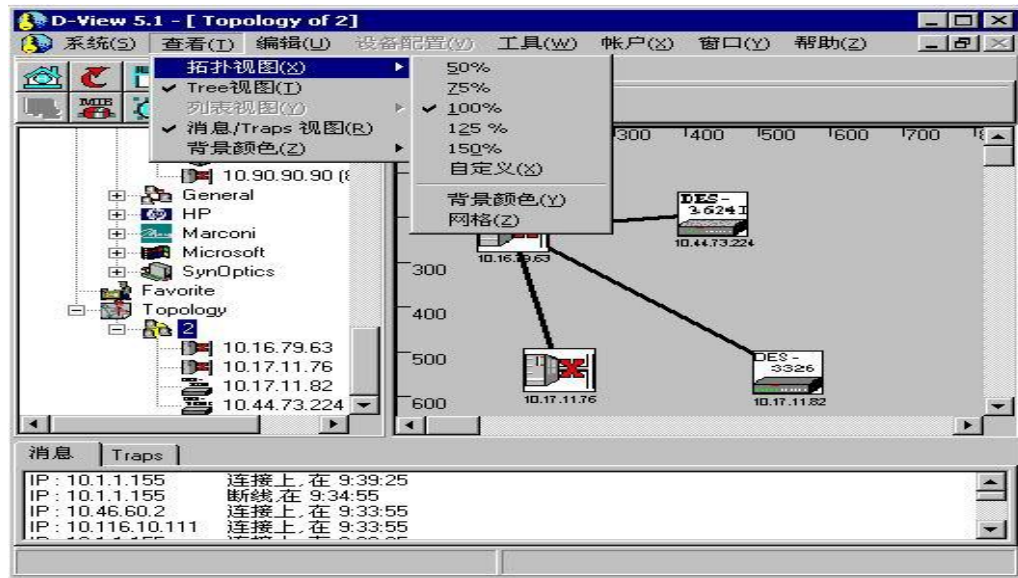 D-View 5.1 - [ Topology of 2]
系统(S) 查看(T) 编辑(U) 设备配置(V) 工具(W) 帐户(X) 窗口(Y) 帮助(Z)
拓扑视图(X)
Tree视图(T)
列表视图(Y)
消息/Traps 视图(R)
背景颜色(Z)
50%
75%
100%
125 %
150%
自定义(X)
背景颜色(Y)
网格(Z)
MIB
300 400 500 600 700
10.90.90.90 (8
General
HP
Marconi
Microsoft
SynOptics
Favorite
Topology
2
10.16.79.63
10.17.11.76
10.17.11.82
10.44.73.224
300
400
500
600
DES-
3624I
10.44.73.224
10.16.79.63
10.17.11.76
DES-
3326
10.17.11.82
消息 Traps
IP : 10.1.1.155 连接上,在 9:39:25
IP : 10.1.1.155 断线,在 9:34:55
IP : 10.46.60.2 连接上,在 9:33:55
IP : 10.116.10.111 连接上,在 9:33:55